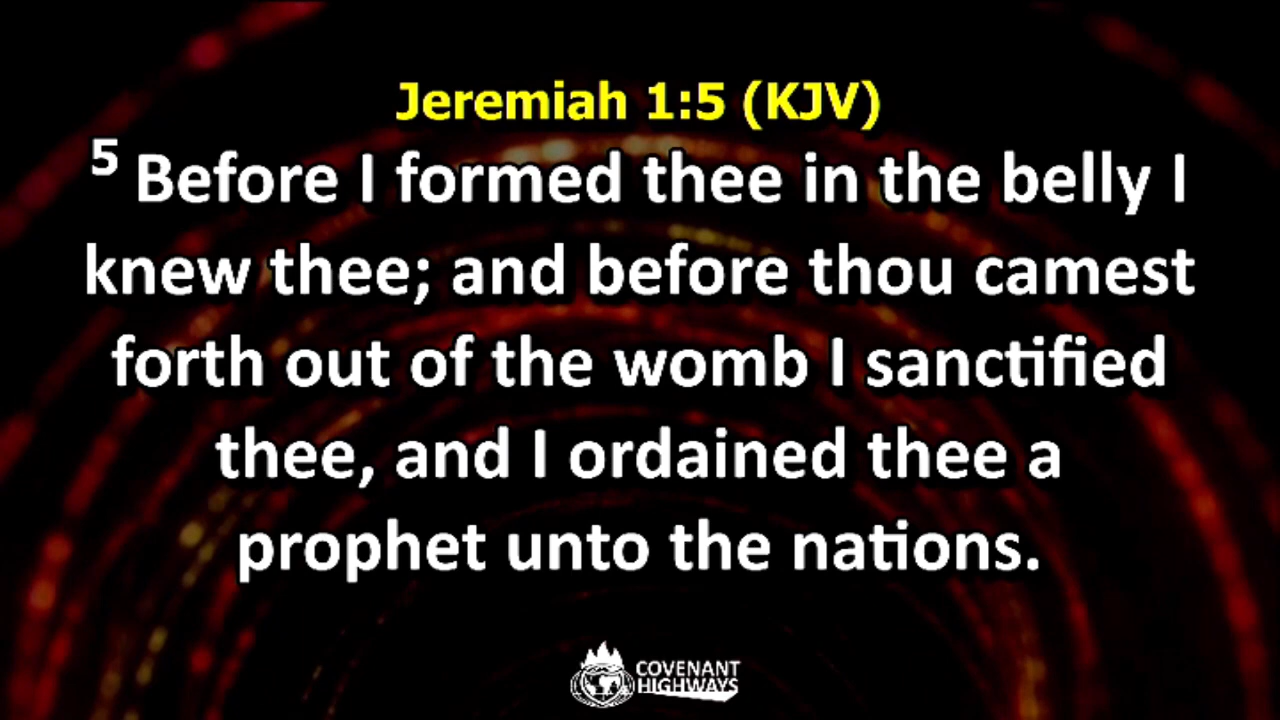 Jeremiah 1:5 (KJV)
5 Before I formed thee in the belly I
knew thee; and before thou camest
forth out of the womb I sanctified
thee, and I ordained thee a
prophet unto the nations.
COVENANT
HIGHWAYS